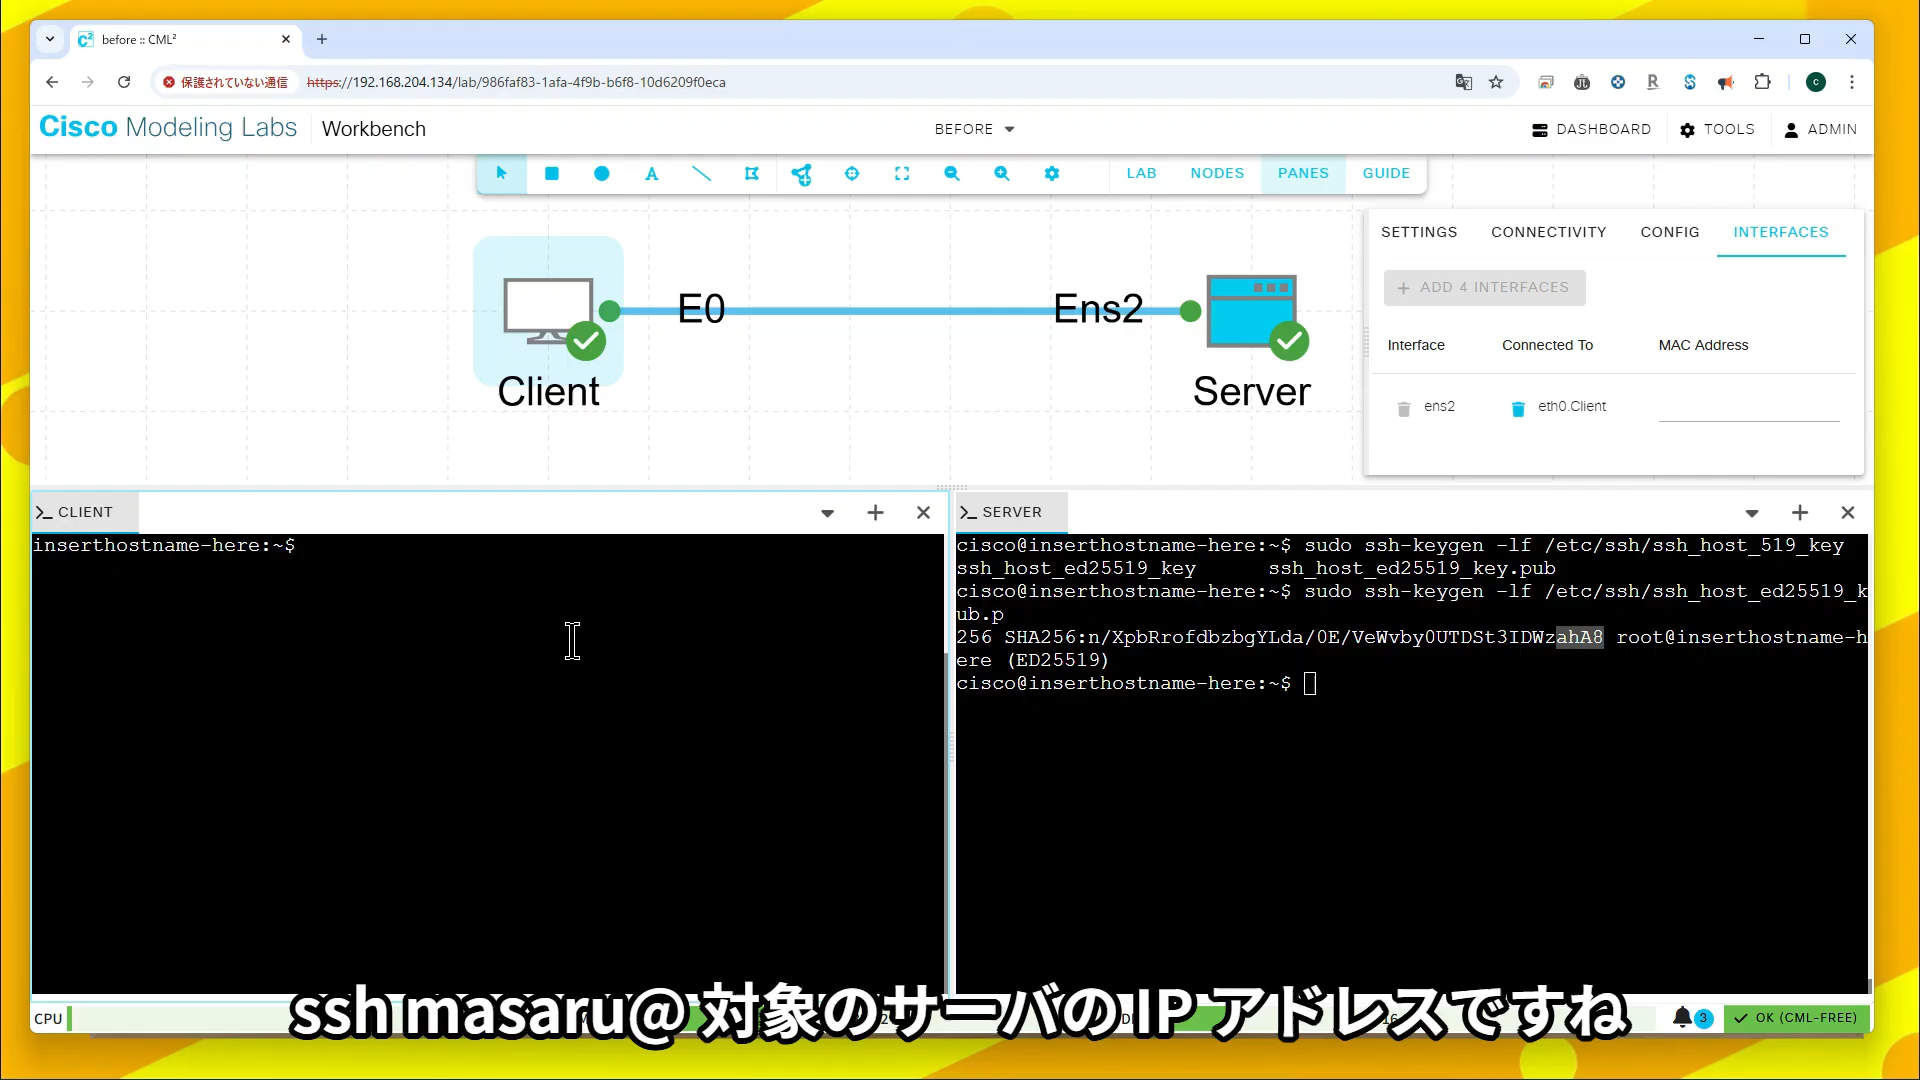 before :: CML²
保護されていない通信
https://192.168.204.134/lab/986faf83-1afa-4f9b-b6f8-10d6209f0eca
Cisco Modeling Labs
Workbench
BEFORE
DASHBOARD
TOOLS
ADMIN
LAB
NODES
PANES
GUIDE
SETTINGS
CONNECTIVITY
CONFIG
INTERFACES
ADD 4 INTERFACES
Interface
Connected To
MAC Address
ens2
eth0.Client
E0
Ens2
Client
Server
CLIENT
inserthostname-here:~$
SERVER
cisco@inserthostname-here:~$ sudo ssh-keygen -lf /etc/ssh/ssh_host_519_key
ssh_host_ed25519_key      ssh_host_ed25519_key.pub
cisco@inserthostname-here:~$ sudo ssh-keygen -lf /etc/ssh/ssh_host_ed25519_k
ub.p
256 SHA256:n/XpbRrofdbzbgYLda/0E/VeWvby0UTDSt3IDWzahA8 root@inserthostname-h
ere (ED25519)
cisco@inserthostname-here:~$
ssh masaru@ 対象のサーバの IP アドレスですね
CPU
3
OK (CML-FREE)